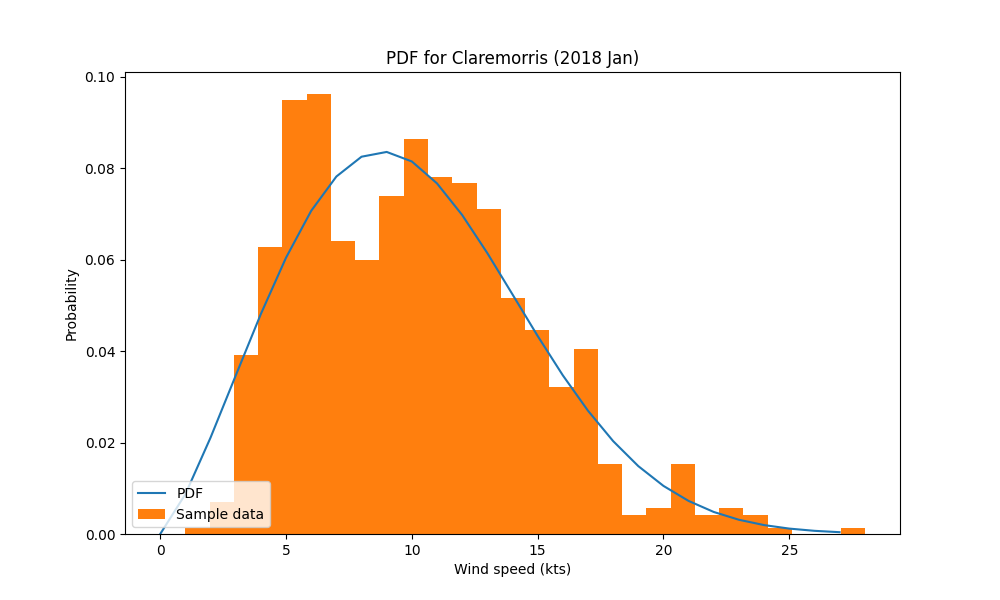 PDF for Claremorris (2018 Jan)
0.10
0.08
0.06
0.04
0.02
0.00
Probability
PDF
Sample data
0 5 10 15 20 25
Wind speed (kts)